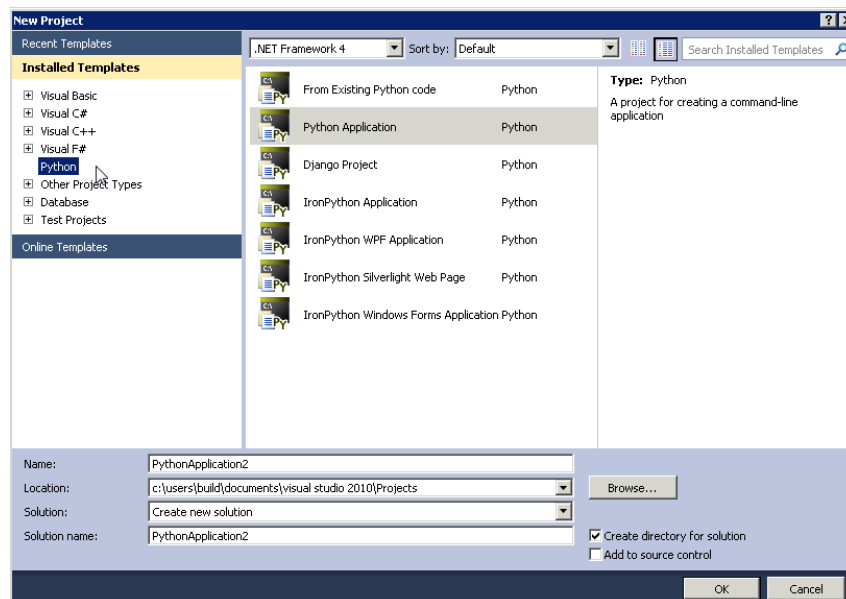 New Project
Recent Templates
.NET Framework 4 Sort by: Default Search Installed Templates
Installed Templates
Visual Basic
Visual C#
Visual C++
Visual F#
Python
Other Project Types
Database
Test Projects
Online Templates
From Existing Python code Python
Python Application Python
Django Project Python
IronPython Application Python
IronPython WPF Application Python
IronPython Silverlight Web Page Python
IronPython Windows Forms Application Python
Type: Python
A project for creating a command-line
application
Name: PythonApplication2
Location: c:\users\build\documents\visual studio 2010\Projects Browse...
Solution: Create new solution
Solution name: PythonApplication2
Create directory for solution
Add to source control
OK Cancel